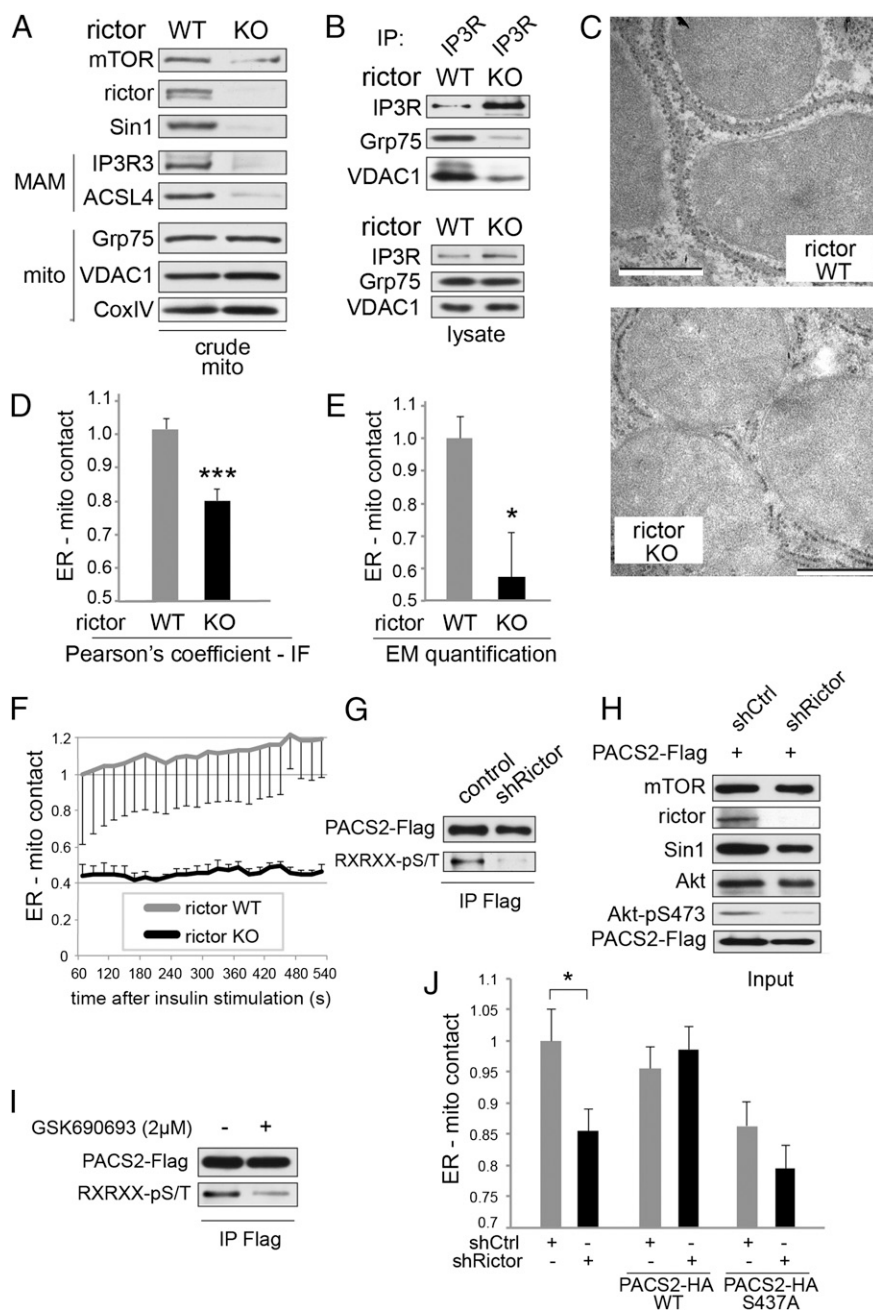 A
rictor WT KO
mTOR
rictor
Sin1
MAM
IP3R3
ACSL4
mito
Grp75
VDAC1
CoxIV
crude
mito
B
IP: IP3R IP3R
rictor WT KO
IP3R
Grp75
VDAC1
rictor WT KO
IP3R
Grp75
VDAC1
lysate
C
rictor
WT
rictor
KO
D
ER - mito contact
1.1
1.0
0.9
0.8
0.7
0.6
0.5
***
rictor WT KO
Pearson's coefficient - IF
E
ER - mito contact
1.1
1.0
0.9
0.8
0.7
0.6
0.5
*
rictor WT KO
EM quantification
F
ER - mito contact
1.2
1
0.8
0.6
0.4
0.2
0
rictor WT
rictor KO
60 120 180 240 300 360 420 480 540
time after insulin stimulation (s)
G
control shRictor
PACS2-Flag
RXRXX-pS/T
IP Flag
H
shCtrl shRictor
PACS2-Flag + +
mTOR
rictor
Sin1
Akt
Akt-pS473
PACS2-Flag
Input
I
GSK690693 (2µM) - +
PACS2-Flag
RXRXX-pS/T
IP Flag
J
ER - mito contact
1.1
1.05
1
0.95
0.9
0.85
0.8
0.75
0.7
*
shCtrl + - + - + -
shRictor - + - + - +
PACS2-HA PACS2-HA
WT S437A